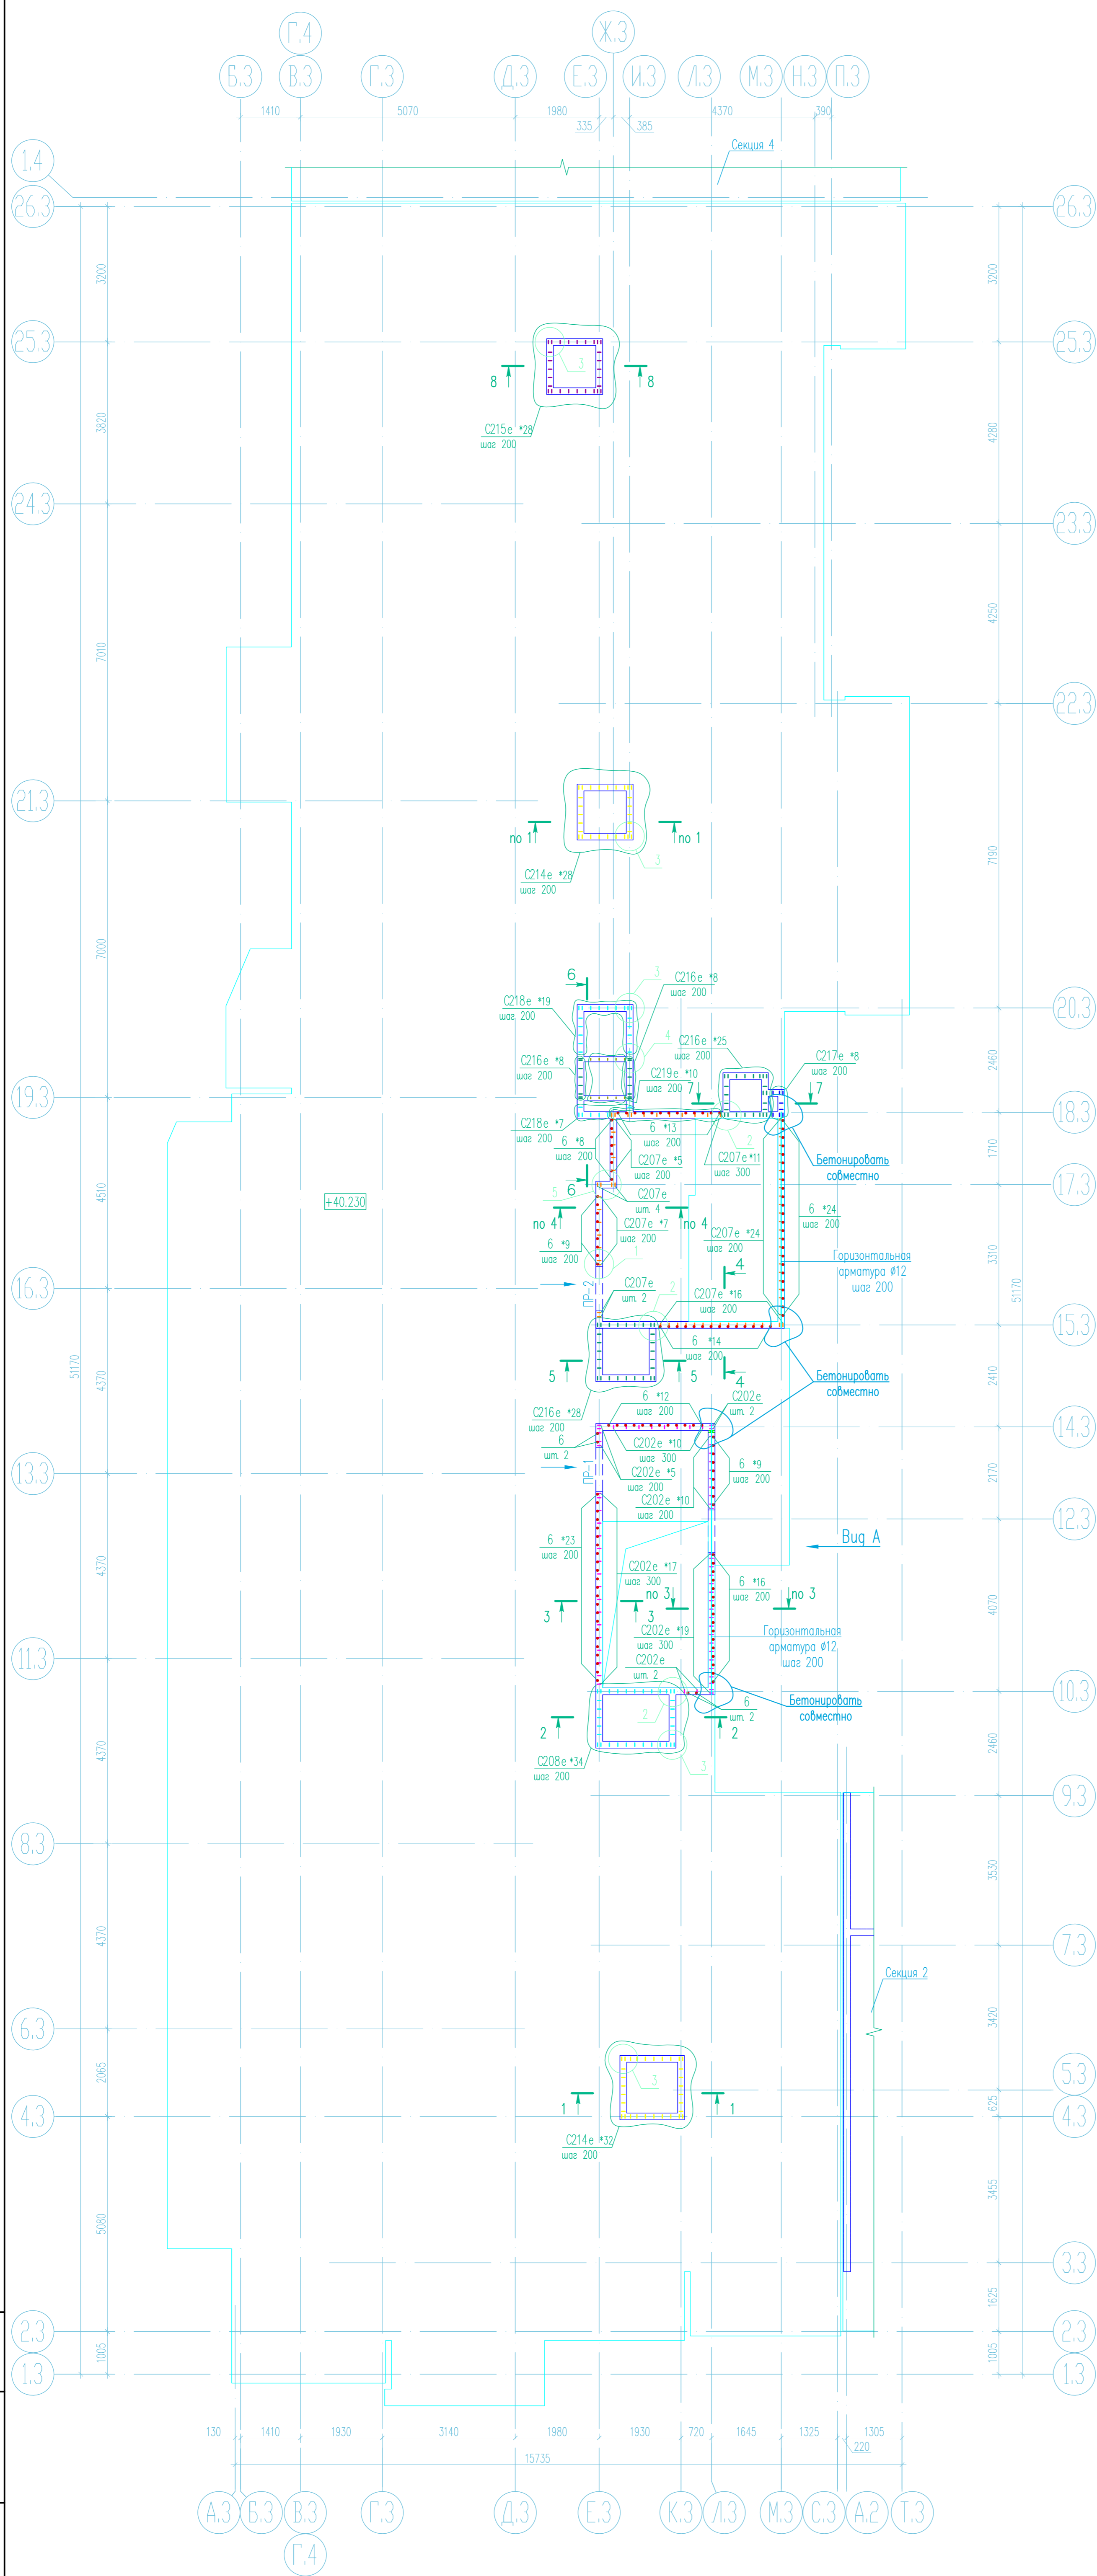 Г.4
Ж.3
Б.3
В.3
Г.3
Д.3
Е.3
И.3
Л.3
М.3
Н.3
П.3
1410
5070
1980
4370
390
335
385
Секция 4
1.4
26.3
26.3
3200
3200
25.3
25.3
3
8
8
3820
4280
С215е *28
шаг 200
24.3
23.3
7010
4250
22.3
21.3
по 1
по 1
3
С214е *28
шаг 200
7190
7000
6
3
С216е *8
шаг 200
С218е *19
шаг 200
20.3
4
С216е *25
шаг 200
С216е *8
шаг 200
С217е *8
шаг 200
2460
С219е *10
шаг 200
7
7
19.3
18.3
С218е *7
шаг 200
6 *13
шаг 200
2
6 *8
шаг 200
С207е *5
шаг 200
С207е *11
шаг 300
Бетонировать
совместно
1710
6
5
17.3
С207е
шт. 4
+40.230
4510
по 4
по 4
6 *24
шаг 200
С207е *7
шаг 200
С207е *24
шаг 200
6 *9
шаг 200
1
Горизонтальная
арматура ø12
шаг 200
3310
4
51170
16.3
ПР-2
С207е
шт. 2
2
С207е *16
шаг 200
15.3
6 *14
шаг 200
51170
5
5
4
Бетонировать
совместно
2410
4370
6 *12
шаг 200
С202е
шт. 2
С216е *28
шаг 200
14.3
6
шт. 2
С202е *10
шаг 300
6 *9
шаг 200
13.3
ПР-1
С202е *5
шаг 200
2170
С202е *10
шаг 200
12.3
Вид А
6 *23
шаг 200
4370
С202е *17
шаг 300
6 *16
шаг 200
по 3
по 3
3
3
4070
С202е *19
шаг 300
Горизонтальная
арматура ø12
шаг 200
11.3
С202е
шт. 2
10.3
6
шт. 2
Бетонировать
совместно
2
2
2
4370
2460
С208е *34
шаг 200
3
9.3
8.3
3530
4370
7.3
Секция 2
3420
6.3
2065
3
5.3
1
1
625
4.3
4.3
С214е *32
шаг 200
3455
5080
3.3
1625
2.3
2.3
1005
1005
1.3
1.3
130
1410
1930
3140
1980
1930
720
1645
1325
1305
220
15735
А.3
Б.3
В.3
Г.3
Д.3
Е.3
К.3
Л.3
М.3
С.3
А.2
Т.3
Г.4